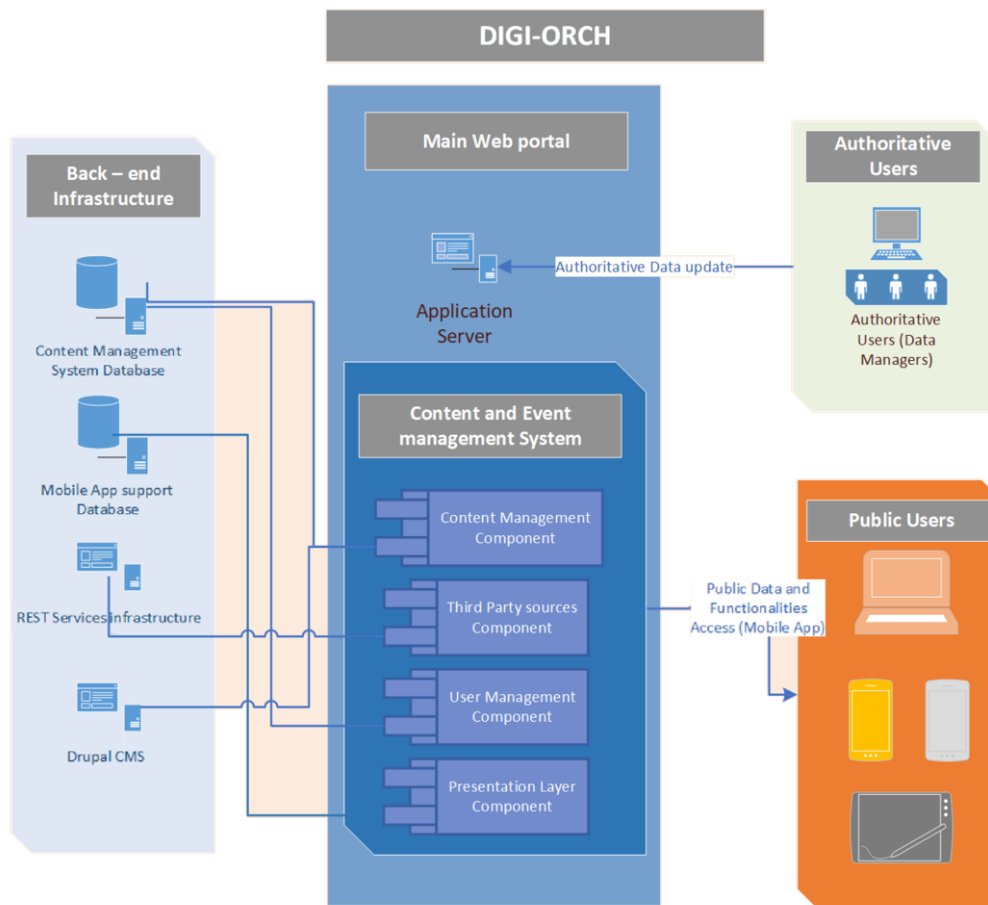 DIGI-ORCH
Back – end
Infrastructure
Content Management
System Database
Mobile App support
Database
REST Services infrastructure
Drupal CMS
Main Web portal
Application
Server
Content and Event
management System
Content Management
Component
Third Party sources
Component
User Management
Component
Presentation Layer
Component
Authoritative Data update
Authoritative
Users
Authoritative
Users (Data
Managers)
Public Data and
Functionalities
Access (Mobile App)
Public Users